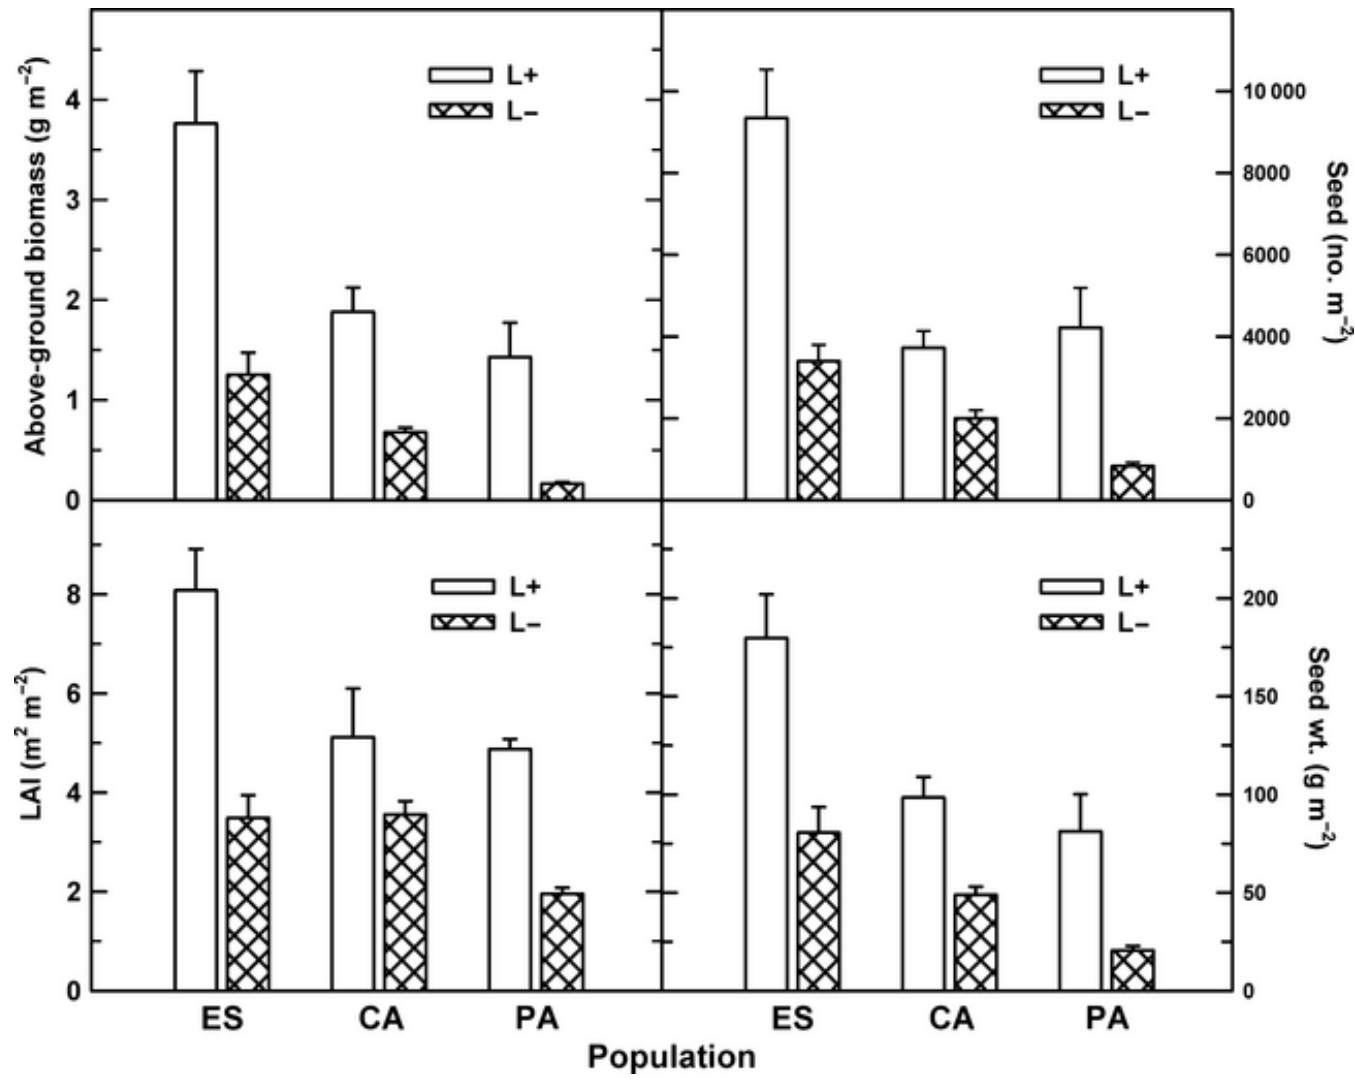 Above-ground biomass (g m⁻²)
4
3
2
1
0
L+
L−
L+
L−
10 000
8000
6000
4000
2000
0
Seed (no. m⁻²)
LAI (m² m⁻²)
8
6
4
2
0
L+
L−
L+
L−
200
150
100
50
0
Seed wt. (g m⁻²)
ES CA PA ES CA PA
Population